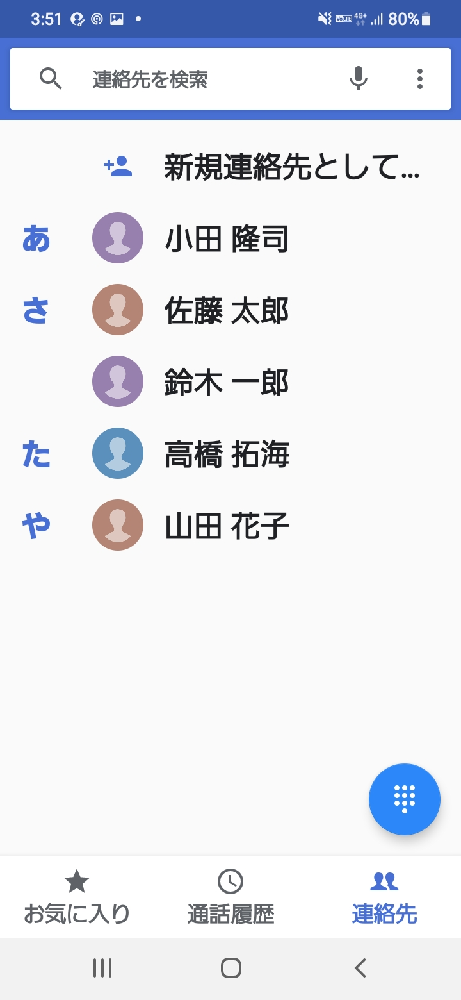 3:51 VoLTE 4G+ 80%
連絡先を検索
新規連絡先として...
あ 小田 隆司
さ 佐藤 太郎
鈴木 一郎
た 高橋 拓海
や 山田 花子
お気に入り 通話履歴 連絡先